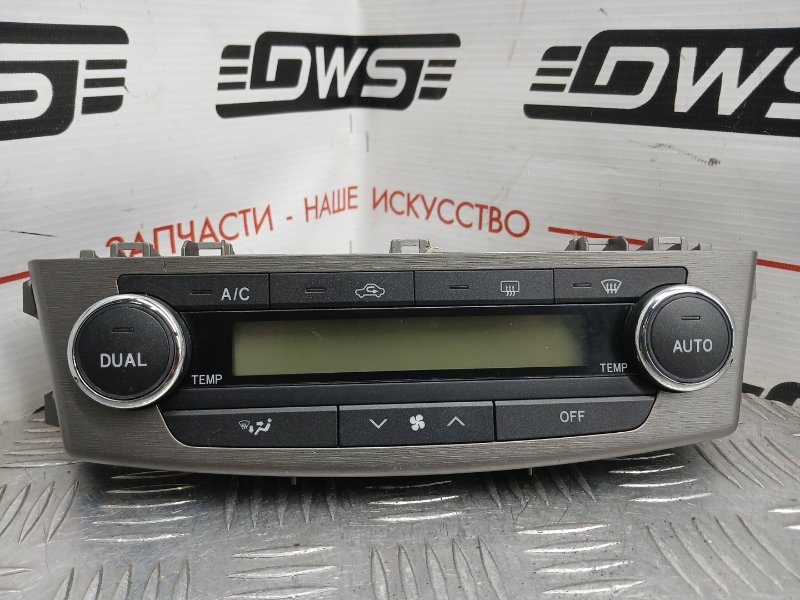 DWS DWS
ЗАПЧАСТИ - НАШЕ ИСКУССТВО
A/C
DUAL AUTO
TEMP TEMP
OFF